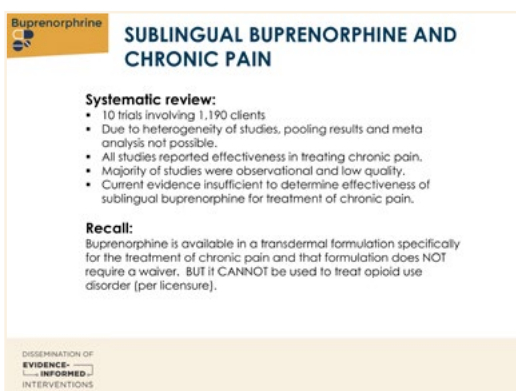 Buprenorphrine
SUBLINGUAL BUPRENORPHINE AND
CHRONIC PAIN
Systematic review:
▪ 10 trials involving 1,190 clients
▪ Due to heterogeneity of studies, pooling results and meta
analysis not possible.
▪ All studies reported effectiveness in treating chronic pain.
▪ Majority of studies were observational and low quality.
▪ Current evidence insufficient to determine effectiveness of
sublingual buprenorphine for treatment of chronic pain.
Recall:
Buprenorphine is available in a transdermal formulation specifically
for the treatment of chronic pain and that formulation does NOT
require a waiver. BUT it CANNOT be used to treat opioid use
disorder (per licensure).
DISSEMINATION OF
EVIDENCE-
INFORMED
INTERVENTIONS